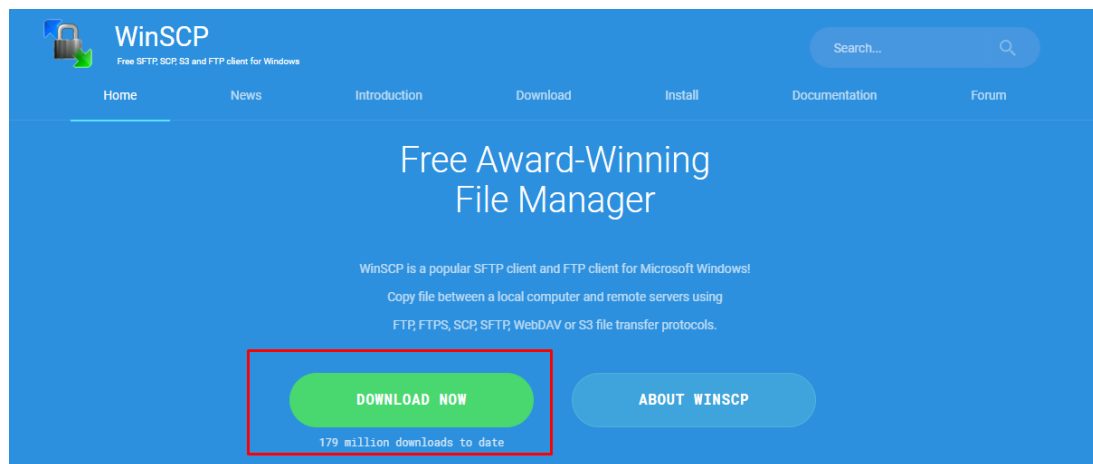 WinSCP
Free SFTP, SCP, S3 and FTP client for Windows
Search...
Home News Introduction Download Install Documentation Forum
Free Award-Winning
File Manager
WinSCP is a popular SFTP client and FTP client for Microsoft Windows!
Copy file between a local computer and remote servers using
FTP, FTPS, SCP, SFTP, WebDAV or S3 file transfer protocols.
DOWNLOAD NOW ABOUT WINSCP
179 million downloads to date